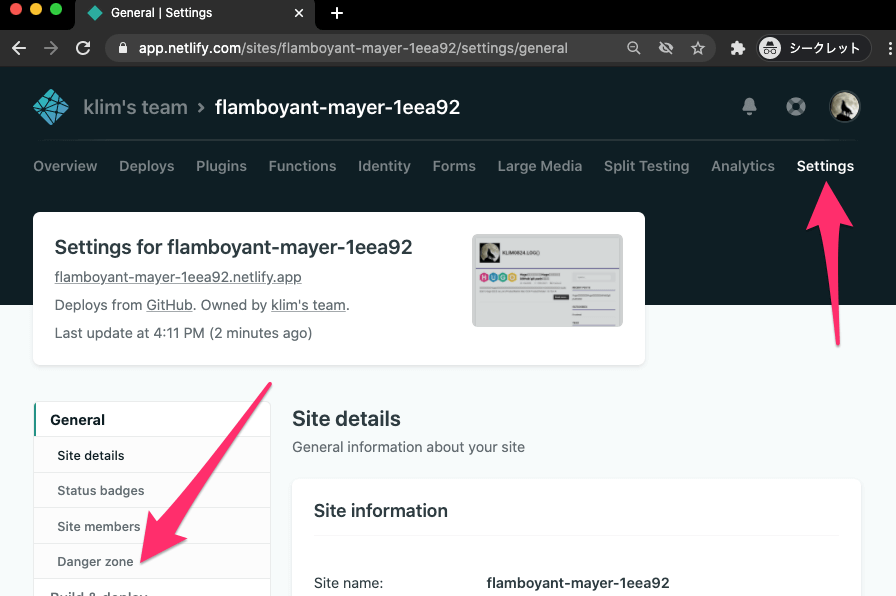 General | Settings
app.netlify.com/sites/flamboyant-mayer-1eea92/settings/general
シークレット
klim's team > flamboyant-mayer-1eea92
Overview Deploys Plugins Functions Identity Forms Large Media Split Testing Analytics Settings
Settings for flamboyant-mayer-1eea92
flamboyant-mayer-1eea92.netlify.app
Deploys from GitHub. Owned by klim's team.
Last update at 4:11 PM (2 minutes ago)
KLIM0824.LOG()
HUGO
General
Site details
Status badges
Site members
Danger zone
Build & deploy
Site details
General information about your site
Site information
Site name: flamboyant-mayer-1eea92